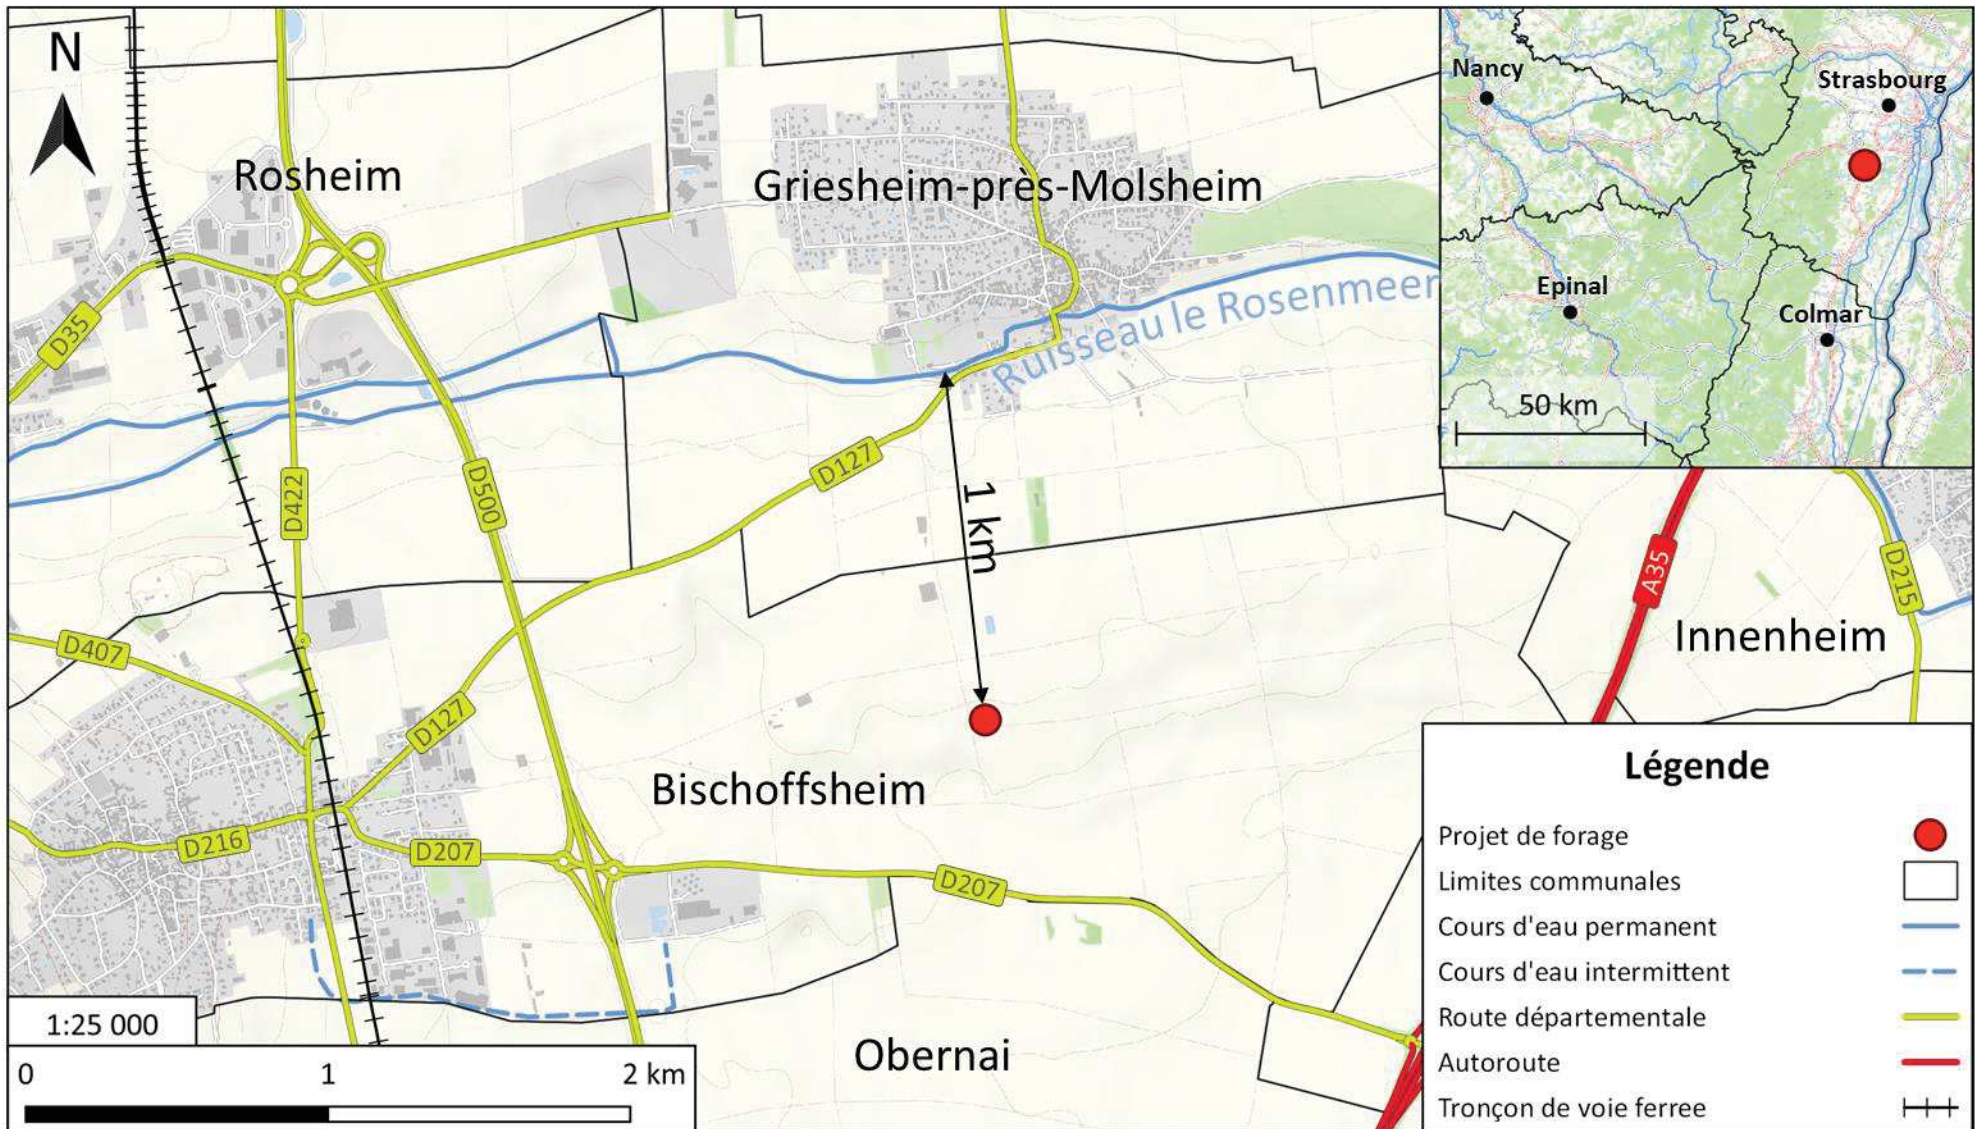 N
Rosheim
Griesheim-près-Molsheim
D35
Ruisseau le Rosenmeer
D422
D500
D127
1 km
D407
D127
Bischoffsheim
D216
D207
D207
Obernai
A35
D215
Innenheim
Nancy
Strasbourg
Epinal
Colmar
50 km
1:25 000
0 1 2 km
Légende
Projet de forage
Limites communales
Cours d'eau permanent
Cours d'eau intermittent
Route départementale
Autoroute
Tronçon de voie ferree